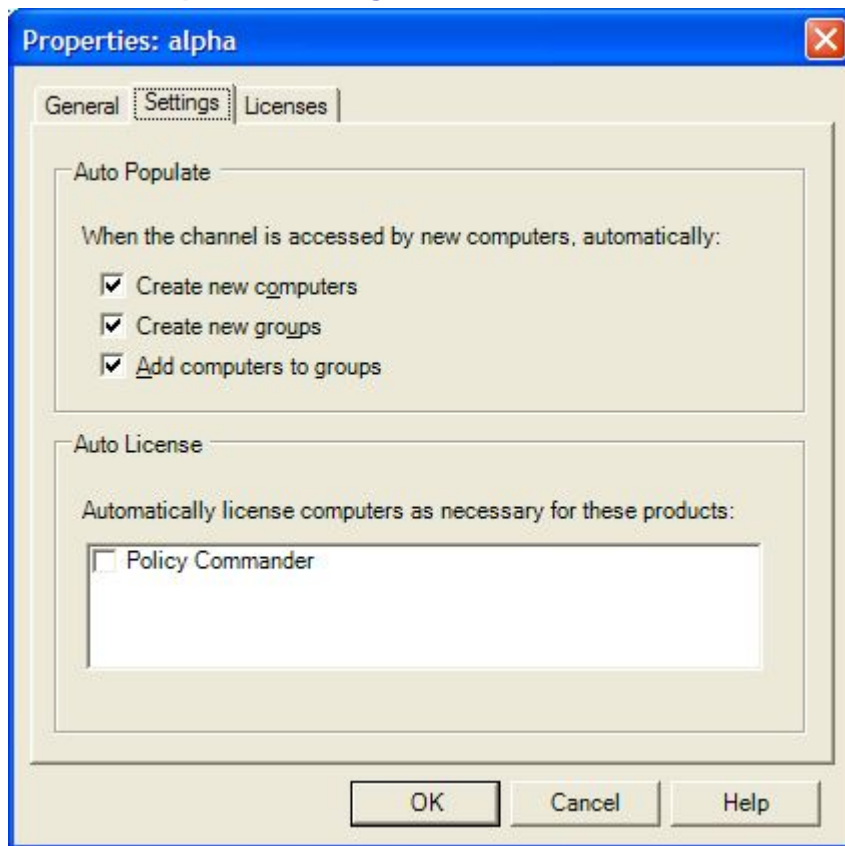 Properties: alpha
General Settings Licenses
Auto Populate
When the channel is accessed by new computers, automatically:
Create new computers
Create new groups
Add computers to groups
Auto License
Automatically license computers as necessary for these products:
Policy Commander
OK Cancel Help